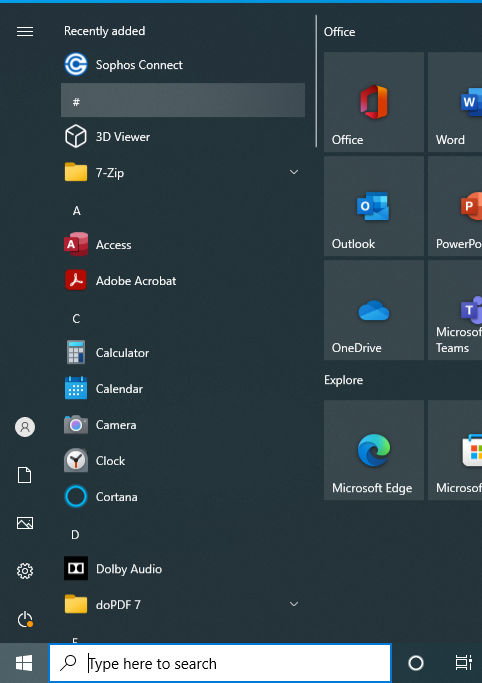 Recently added
Sophos Connect
#
3D Viewer
7-Zip
A
Access
Adobe Acrobat
C
Calculator
Calendar
Camera
Clock
Cortana
D
Dolby Audio
doPDF 7
Office
Office
Word
Outlook
PowerPo
OneDrive
Microsof
Teams
Explore
Microsoft Edge
Microsof
Type here to search